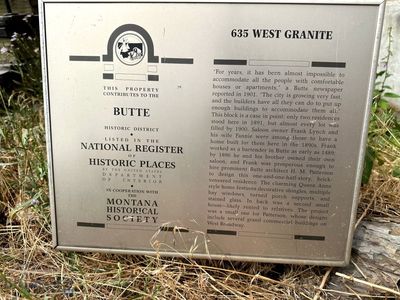 THIS PROPERTY
CONTRIBUTES TO THE
BUTTE
HISTORIC DISTRICT
LISTED IN THE
NATIONAL REGISTER
OF
HISTORIC PLACES
BY THE UNITED STATES
DEPARTMENT
OF INTERIOR
IN COOPERATION WITH
THE
MONTANA
HISTORICAL
SOCIETY
635 WEST GRANITE
"For years, it has been almost impossible to
accommodate all the people with comfortable
houses or apartments," a Butte newspaper
reported in 1901. "The city is growing very fast
and the builders have all they can do to put up
enough buildings to accommodate them all."
This block is a case in point: only two residences
stood here in 1891, but almost every lot was
filled by 1900. Saloon owner Frank Lynch and
his wife Fannie were among those to have a
home built for them here in the 1890s. Frank
worked as a bartender in Butte as early as 1889;
by 1896 he and his brother owned their own
saloon, and Frank was prosperous enough to
hire prominent Butte architect H. M. Patterson
to design this one-and-one-half-story, brick-
veneered residence. The charming Queen Anne
style home features decorative shingles, multiple
bay windows, turned porch supports, and
stained glass. In back was a second small
house—likely rented to relatives. The project
was a small one for Patterson, whose designs
include several grand commercial buildings on
West Broadway.